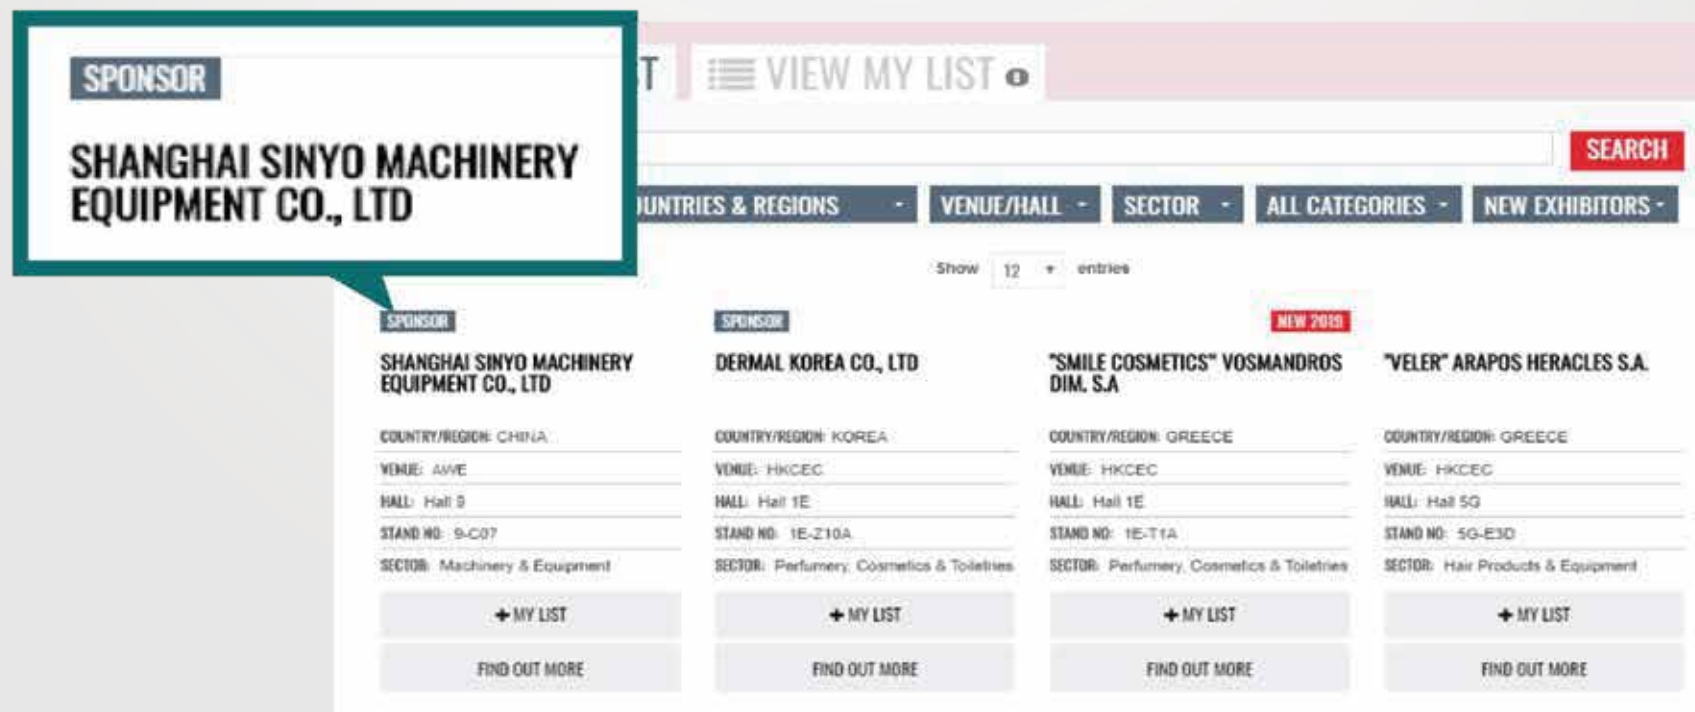 SPONSOR
SHANGHAI SINYO MACHINERY
EQUIPMENT CO., LTD
T
VIEW MY LIST 0
SEARCH
UNTRIES & REGIONS
VENUE/HALL
SECTOR
ALL CATEGORIES
NEW EXHIBITORS
Show 12 entries
SPONSOR
SHANGHAI SINYO MACHINERY
EQUIPMENT CO., LTD
COUNTRY/REGION: CHINA
VENUE: AWE
HALL: Hall 9
STAND NO: 9-C07
SECTOR: Machinery & Equipment
+ MY LIST
FIND OUT MORE
SPONSOR
DERMAL KOREA CO., LTD
COUNTRY/REGION: KOREA
VENUE: HKCEC
HALL: Hall 1E
STAND NO: 1E-Z10A
SECTOR: Perfumery, Cosmetics & Toiletries
+ MY LIST
FIND OUT MORE
NEW 2019
"SMILE COSMETICS" VOSMANDROS
DIM. S.A
COUNTRY/REGION: GREECE
VENUE: HKCEC
HALL: Hall 1E
STAND NO: 1E-T1A
SECTOR: Perfumery, Cosmetics & Toiletries
+ MY LIST
FIND OUT MORE
"VELER" ARAPOS HERACLES S.A.
COUNTRY/REGION: GREECE
VENUE: HKCEC
HALL: Hall 5G
STAND NO: 5G-E3D
SECTOR: Hair Products & Equipment
+ MY LIST
FIND OUT MORE